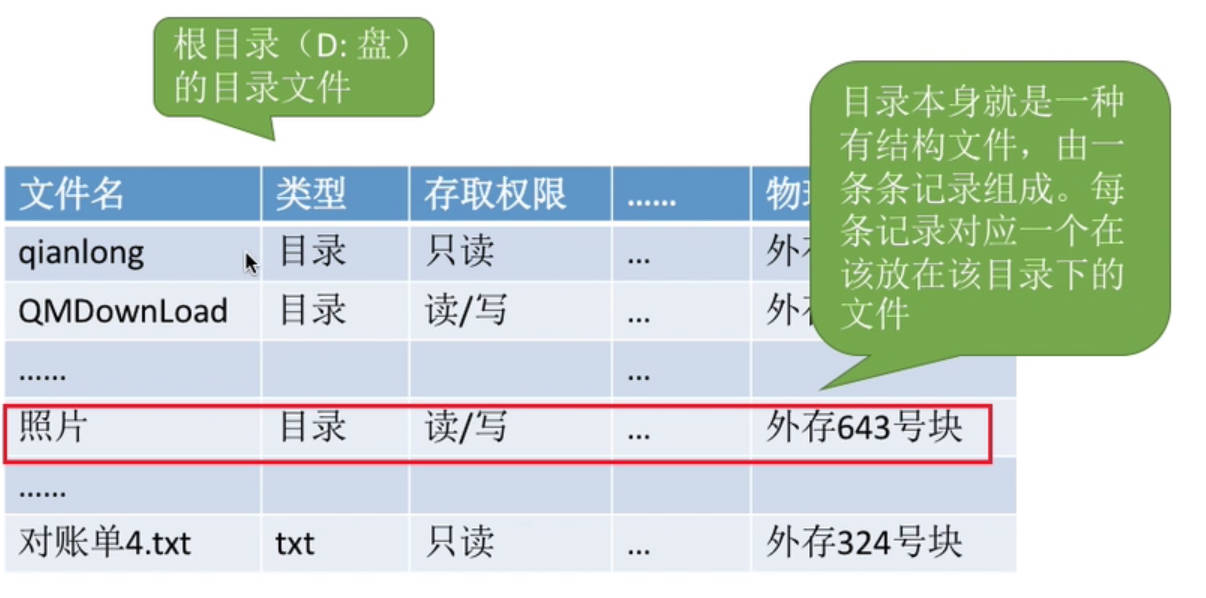 根目录（D: 盘）
的目录文件
目录本身就是一种
有结构文件，由一
条条记录组成。每
条记录对应一个在
该放在该目录下的
文件
文件名 类型 存取权限 ...... 物
qianlong 目录 只读 ... 外
QMDownLoad 目录 读/写 ... 外
...... ...
照片 目录 读/写 ... 外存643号块
......
对账单4.txt txt 只读 ... 外存324号块